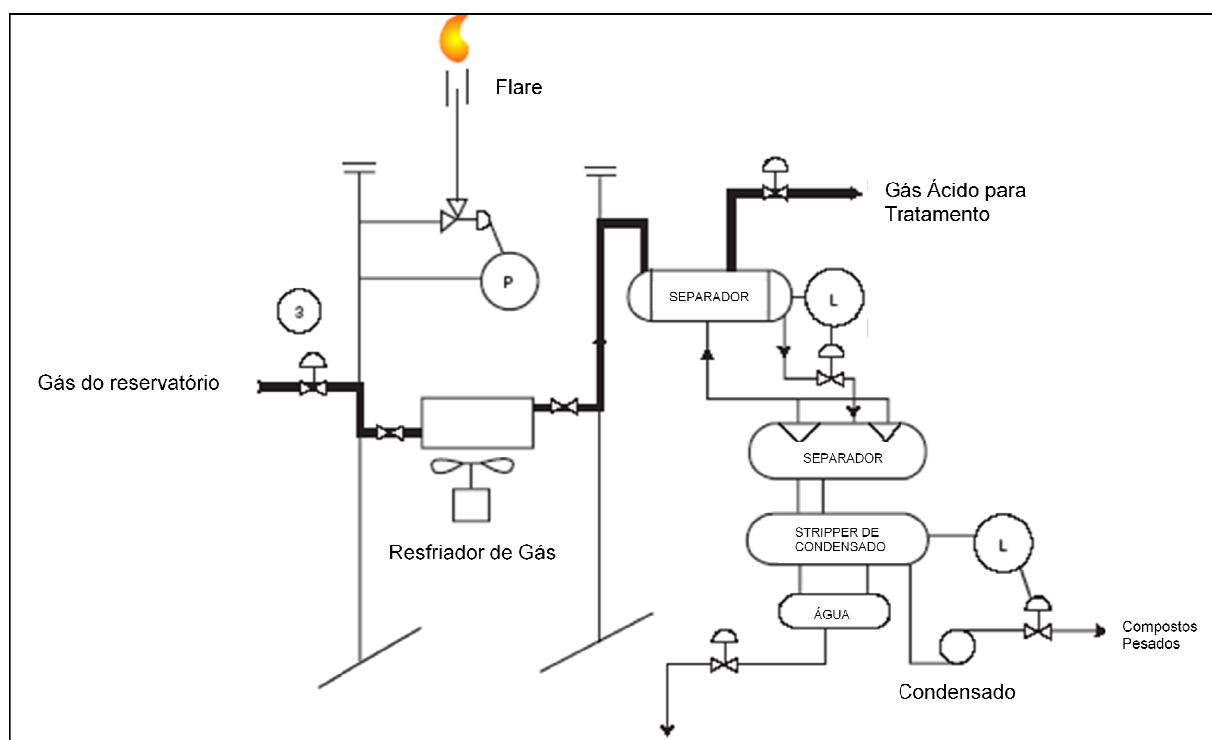 Flare
Gás Ácido para
Tratamento
P
SEPARADOR
L
3
Gás do reservatório
SEPARADOR
STRIPPER DE
CONDENSADO
L
Resfriador de Gás
ÁGUA
Compostos
Pesados
Condensado